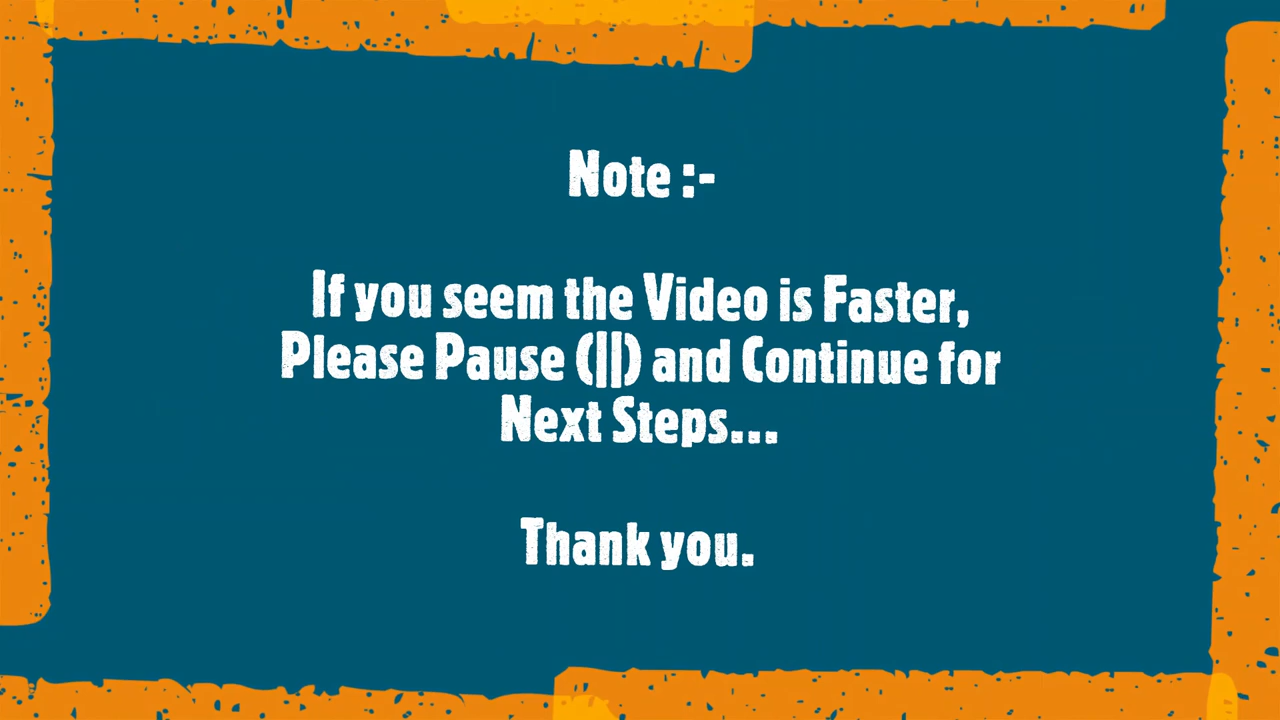 Note :-
If you seem the Video is Faster,
Please Pause (||) and Continue for
Next Steps...
Thank you.